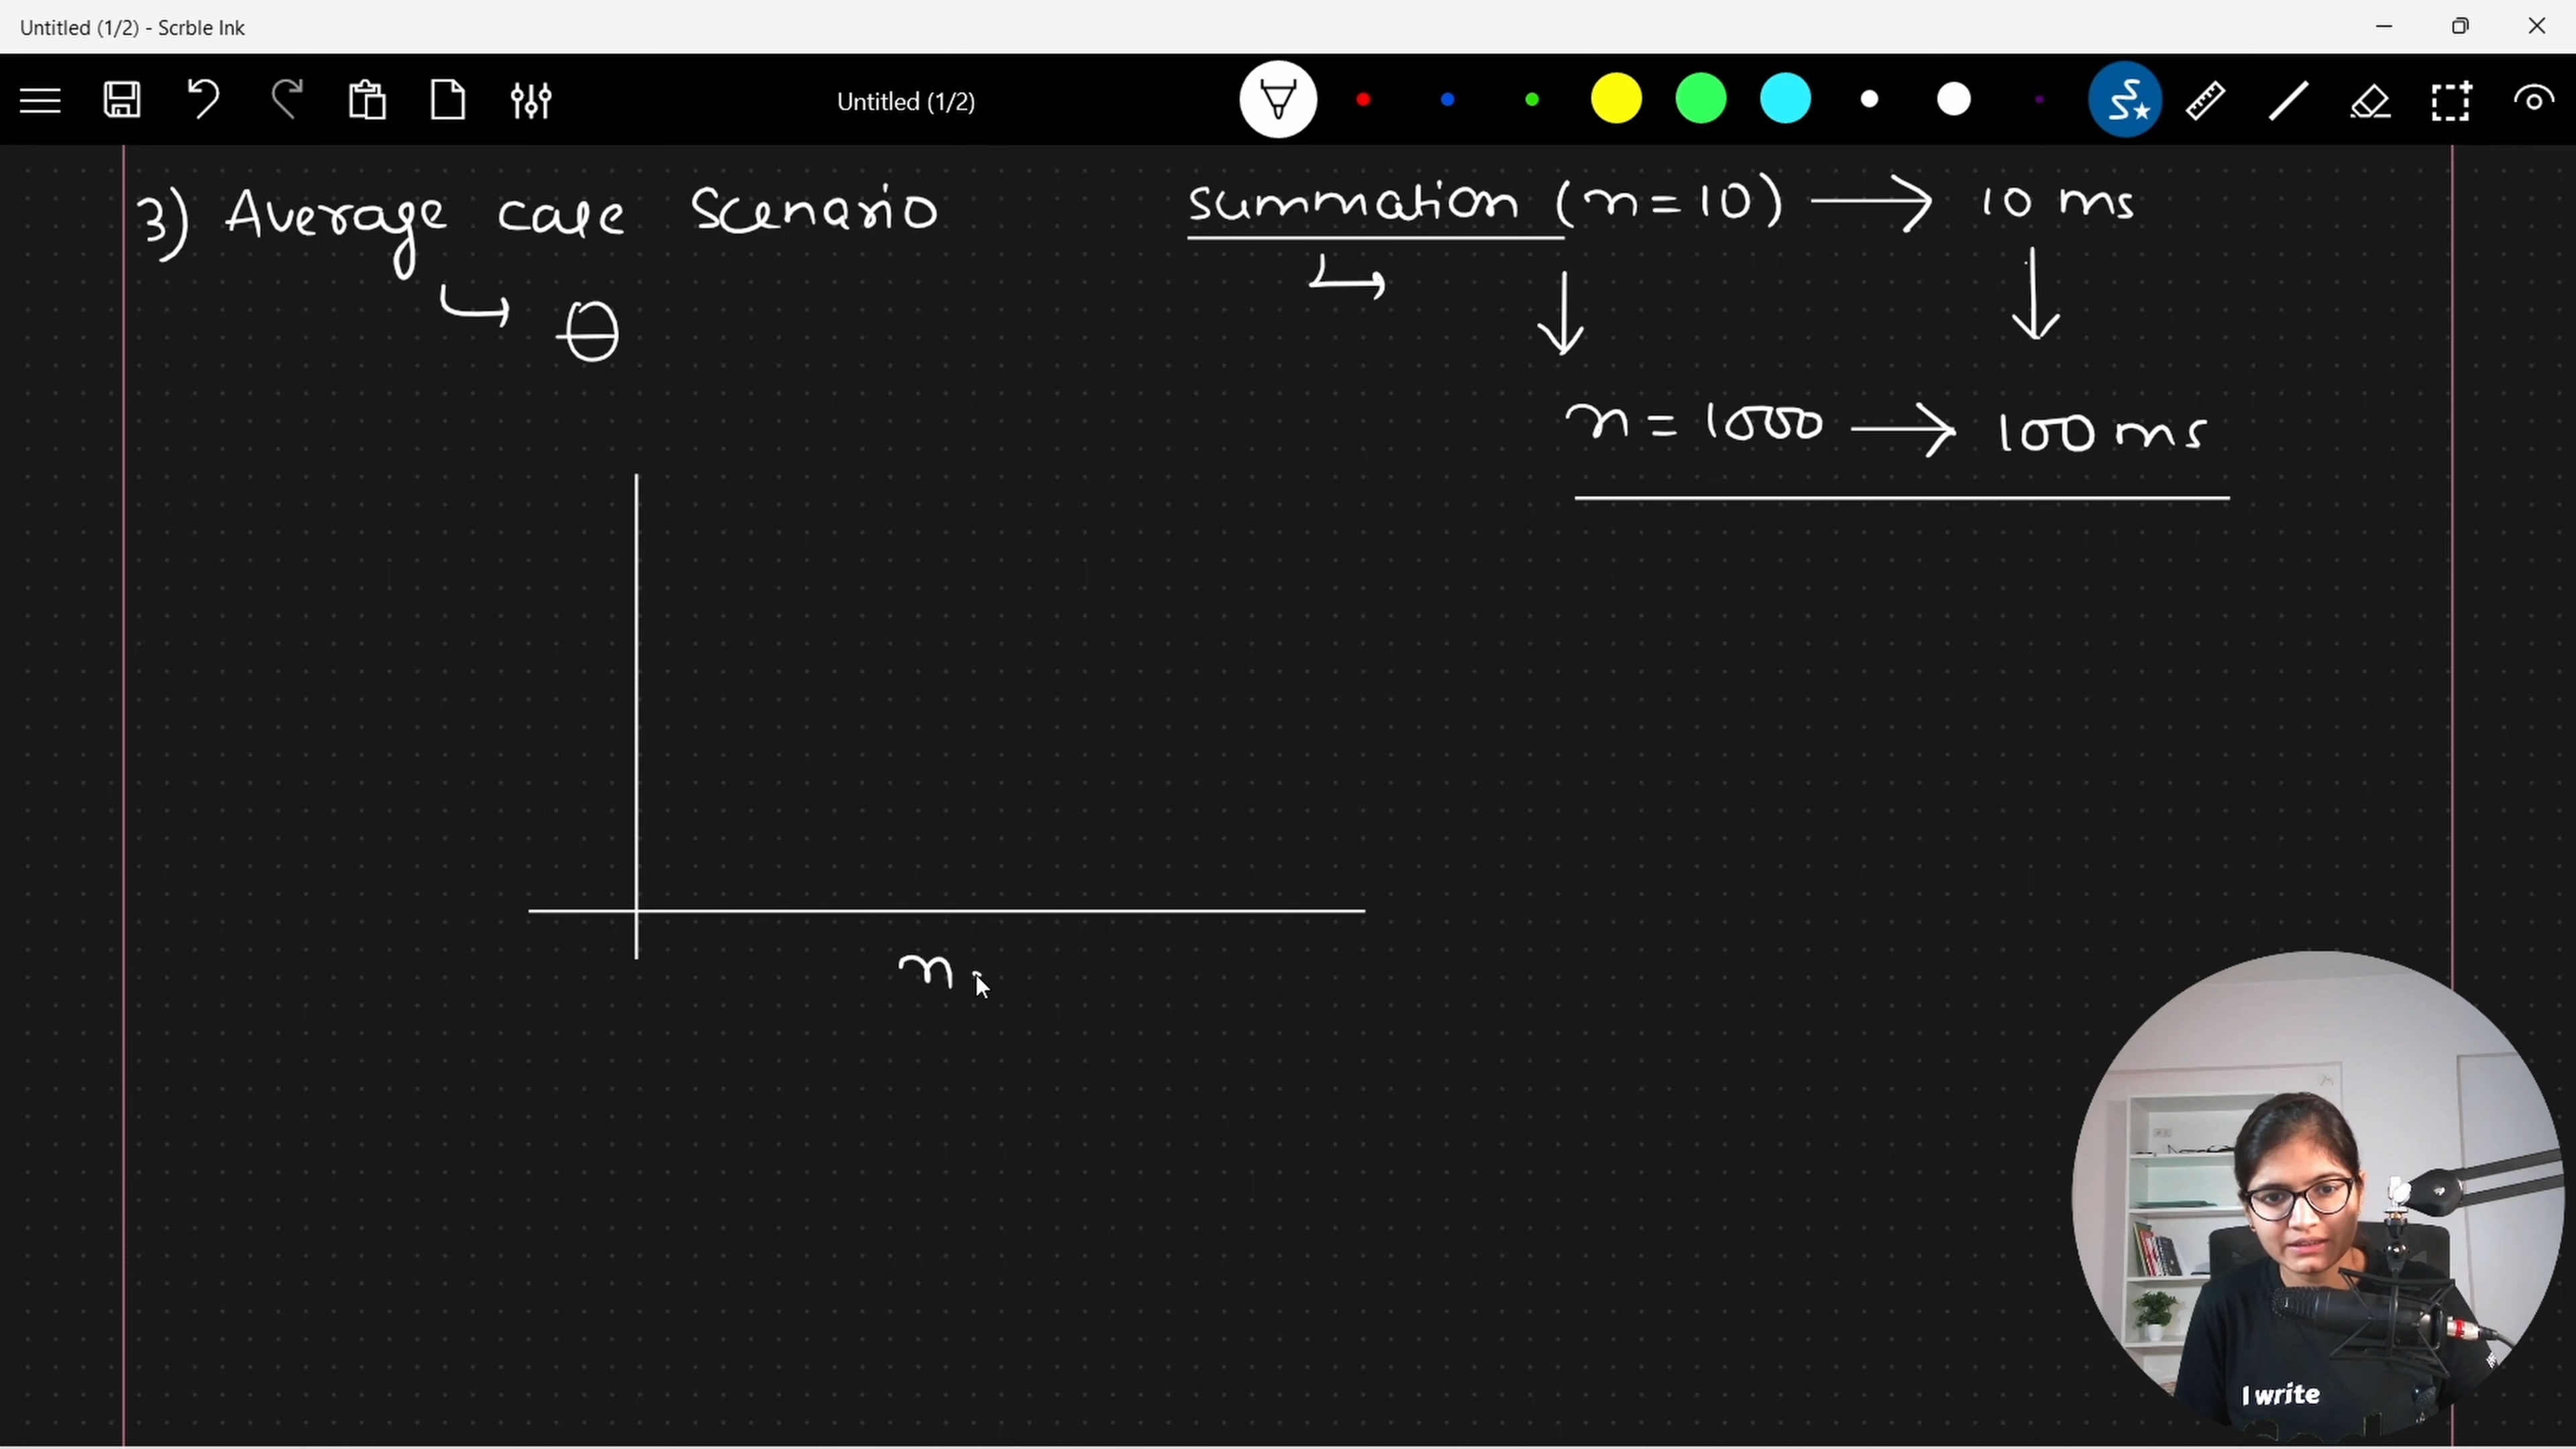 Untitled (1/2) - Scrble Ink
Untitled (1/2)
3) Average case Scenario
↳ θ
summation (n=10) → 10 ms
↳ ↓ ↓
n = 1000 → 100 ms
n
I write